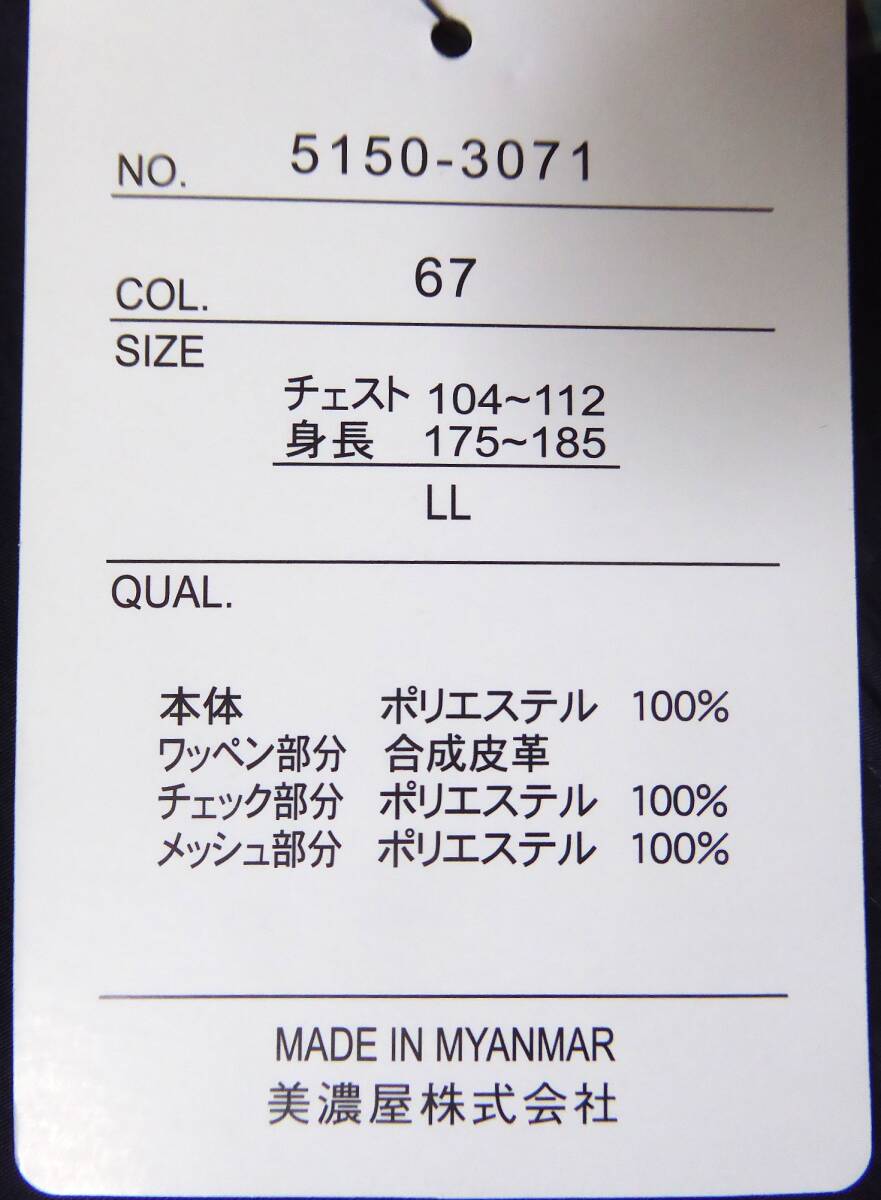 NO. 5150-3071
COL. 67
SIZE
チェスト 104~112
身長 175~185
LL
QUAL.
本体 ポリエステル 100%
ワッペン部分 合成皮革
チェック部分 ポリエステル 100%
メッシュ部分 ポリエステル 100%
MADE IN MYANMAR
美濃屋株式会社